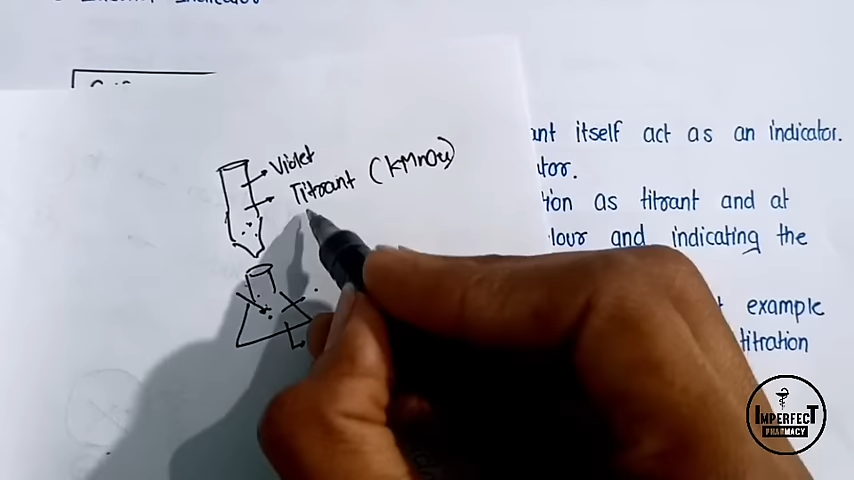 Violet
Titrant (KMnO4)
ant itself act as an indicator.
tor.
tion as titrant and at
lour and indicating the
example
titration
IMPERFECT
PHARMACY